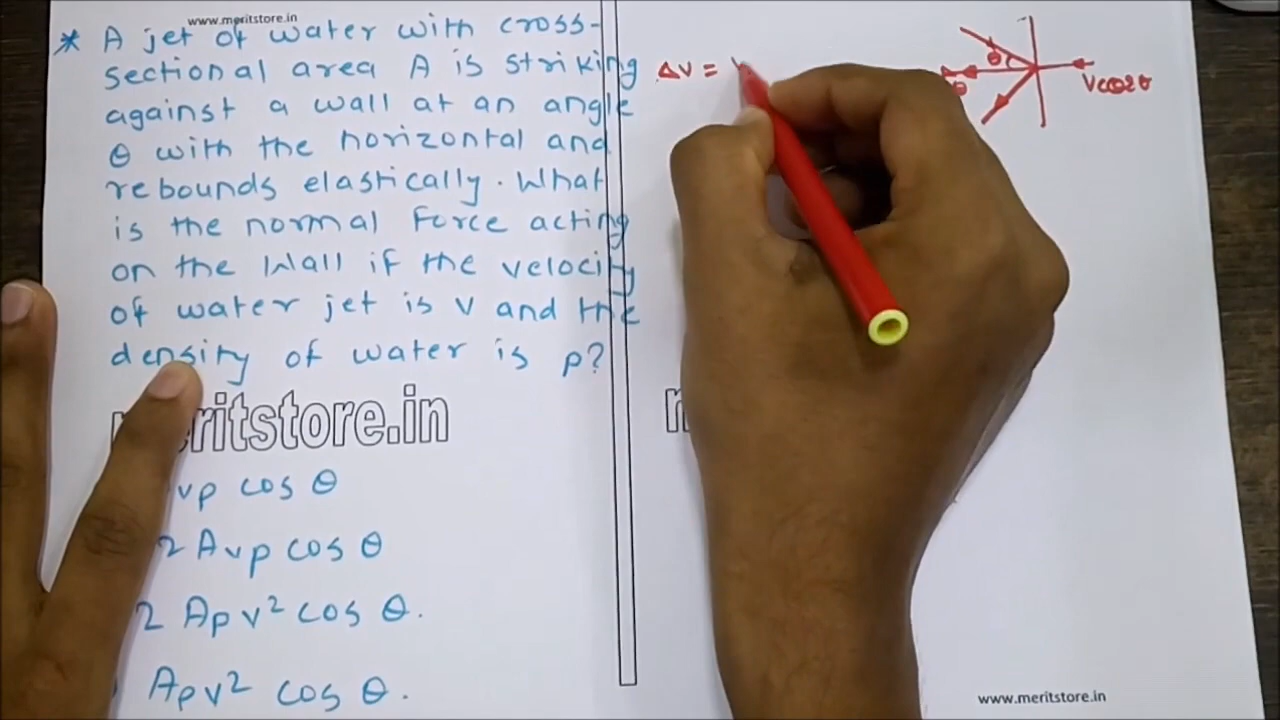 www.meritstore.in
* A jet of water with cross-
sectional area A is striking
against a wall at an angle
θ with the horizontal and
rebounds elastically. What
is the normal Force acting
on the Wall if the velocity
of water jet is v and the
density of water is ρ?
meritstore.in
vρ cos θ
2 Avρ cos θ
2 Aρv² cos θ.
Aρv² cos θ.
Δv = v
θ
θ
Vcosθ
www.meritstore.in